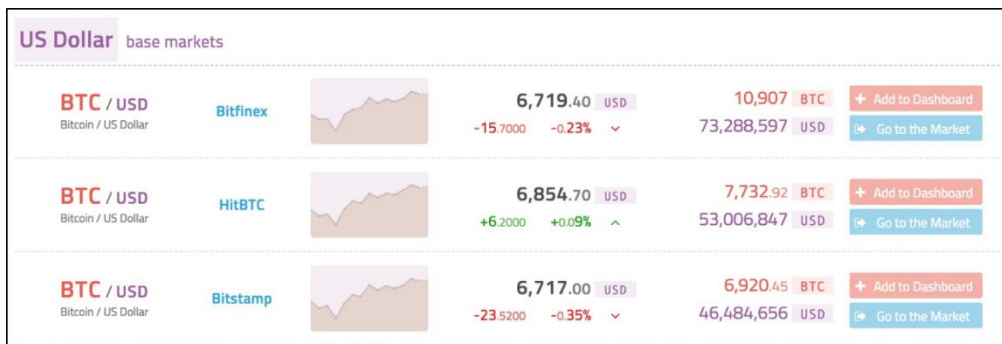 US Dollar base markets
BTC / USD Bitfinex 6,719.40 USD 10,907 BTC + Add to Dashboard
Bitcoin / US Dollar -15.7000 -0.23% 73,288,597 USD Go to the Market
BTC / USD HitBTC 6,854.70 USD 7,732.92 BTC + Add to Dashboard
Bitcoin / US Dollar +6.2000 +0.09% 53,006,847 USD Go to the Market
BTC / USD Bitstamp 6,717.00 USD 6,920.45 BTC + Add to Dashboard
Bitcoin / US Dollar -23.5200 -0.35% 46,484,656 USD Go to the Market